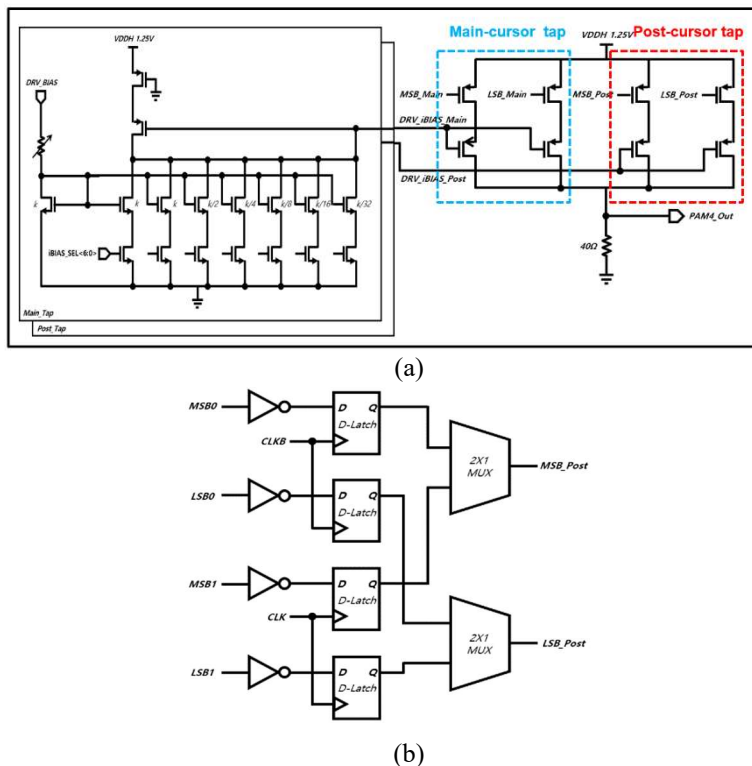 Main-cursor tap
Post-cursor tap
VDDH 1.25V
VDDH 1.25V
DRV_BIAS
MSB_Main
LSB_Main
MSB_Post
LSB_Post
DRV_iBIAS_Main
DRV_iBIAS_Post
k
k
k
k/2
k/4
k/8
k/16
k/32
iBIAS_SEL<6:0>
PAM4_Out
40Ω
Main_Tap
Post_Tap
(a)
MSB0
D
Q
D-Latch
CLKB
2X1
MUX
MSB_Post
LSB0
D
Q
D-Latch
MSB1
D
Q
D-Latch
CLK
2X1
MUX
LSB_Post
LSB1
D
Q
D-Latch
(b)